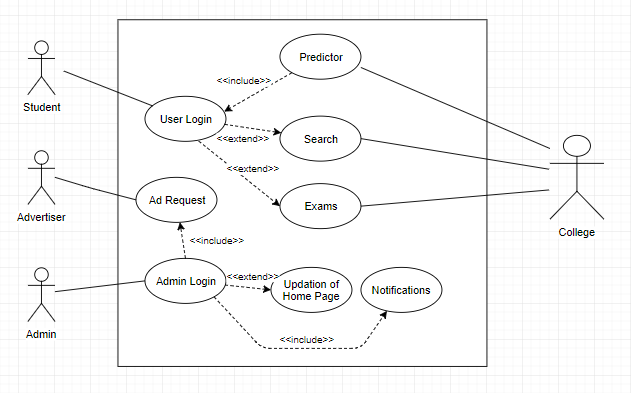 Predictor
<<include>>
Student
User Login
<<extend>>
Search
<<extend>>
Advertiser
Ad Request
Exams
College
<<include>>
Admin Login
<<extend>>
Updation of
Home Page
Notifications
Admin
<<include>>